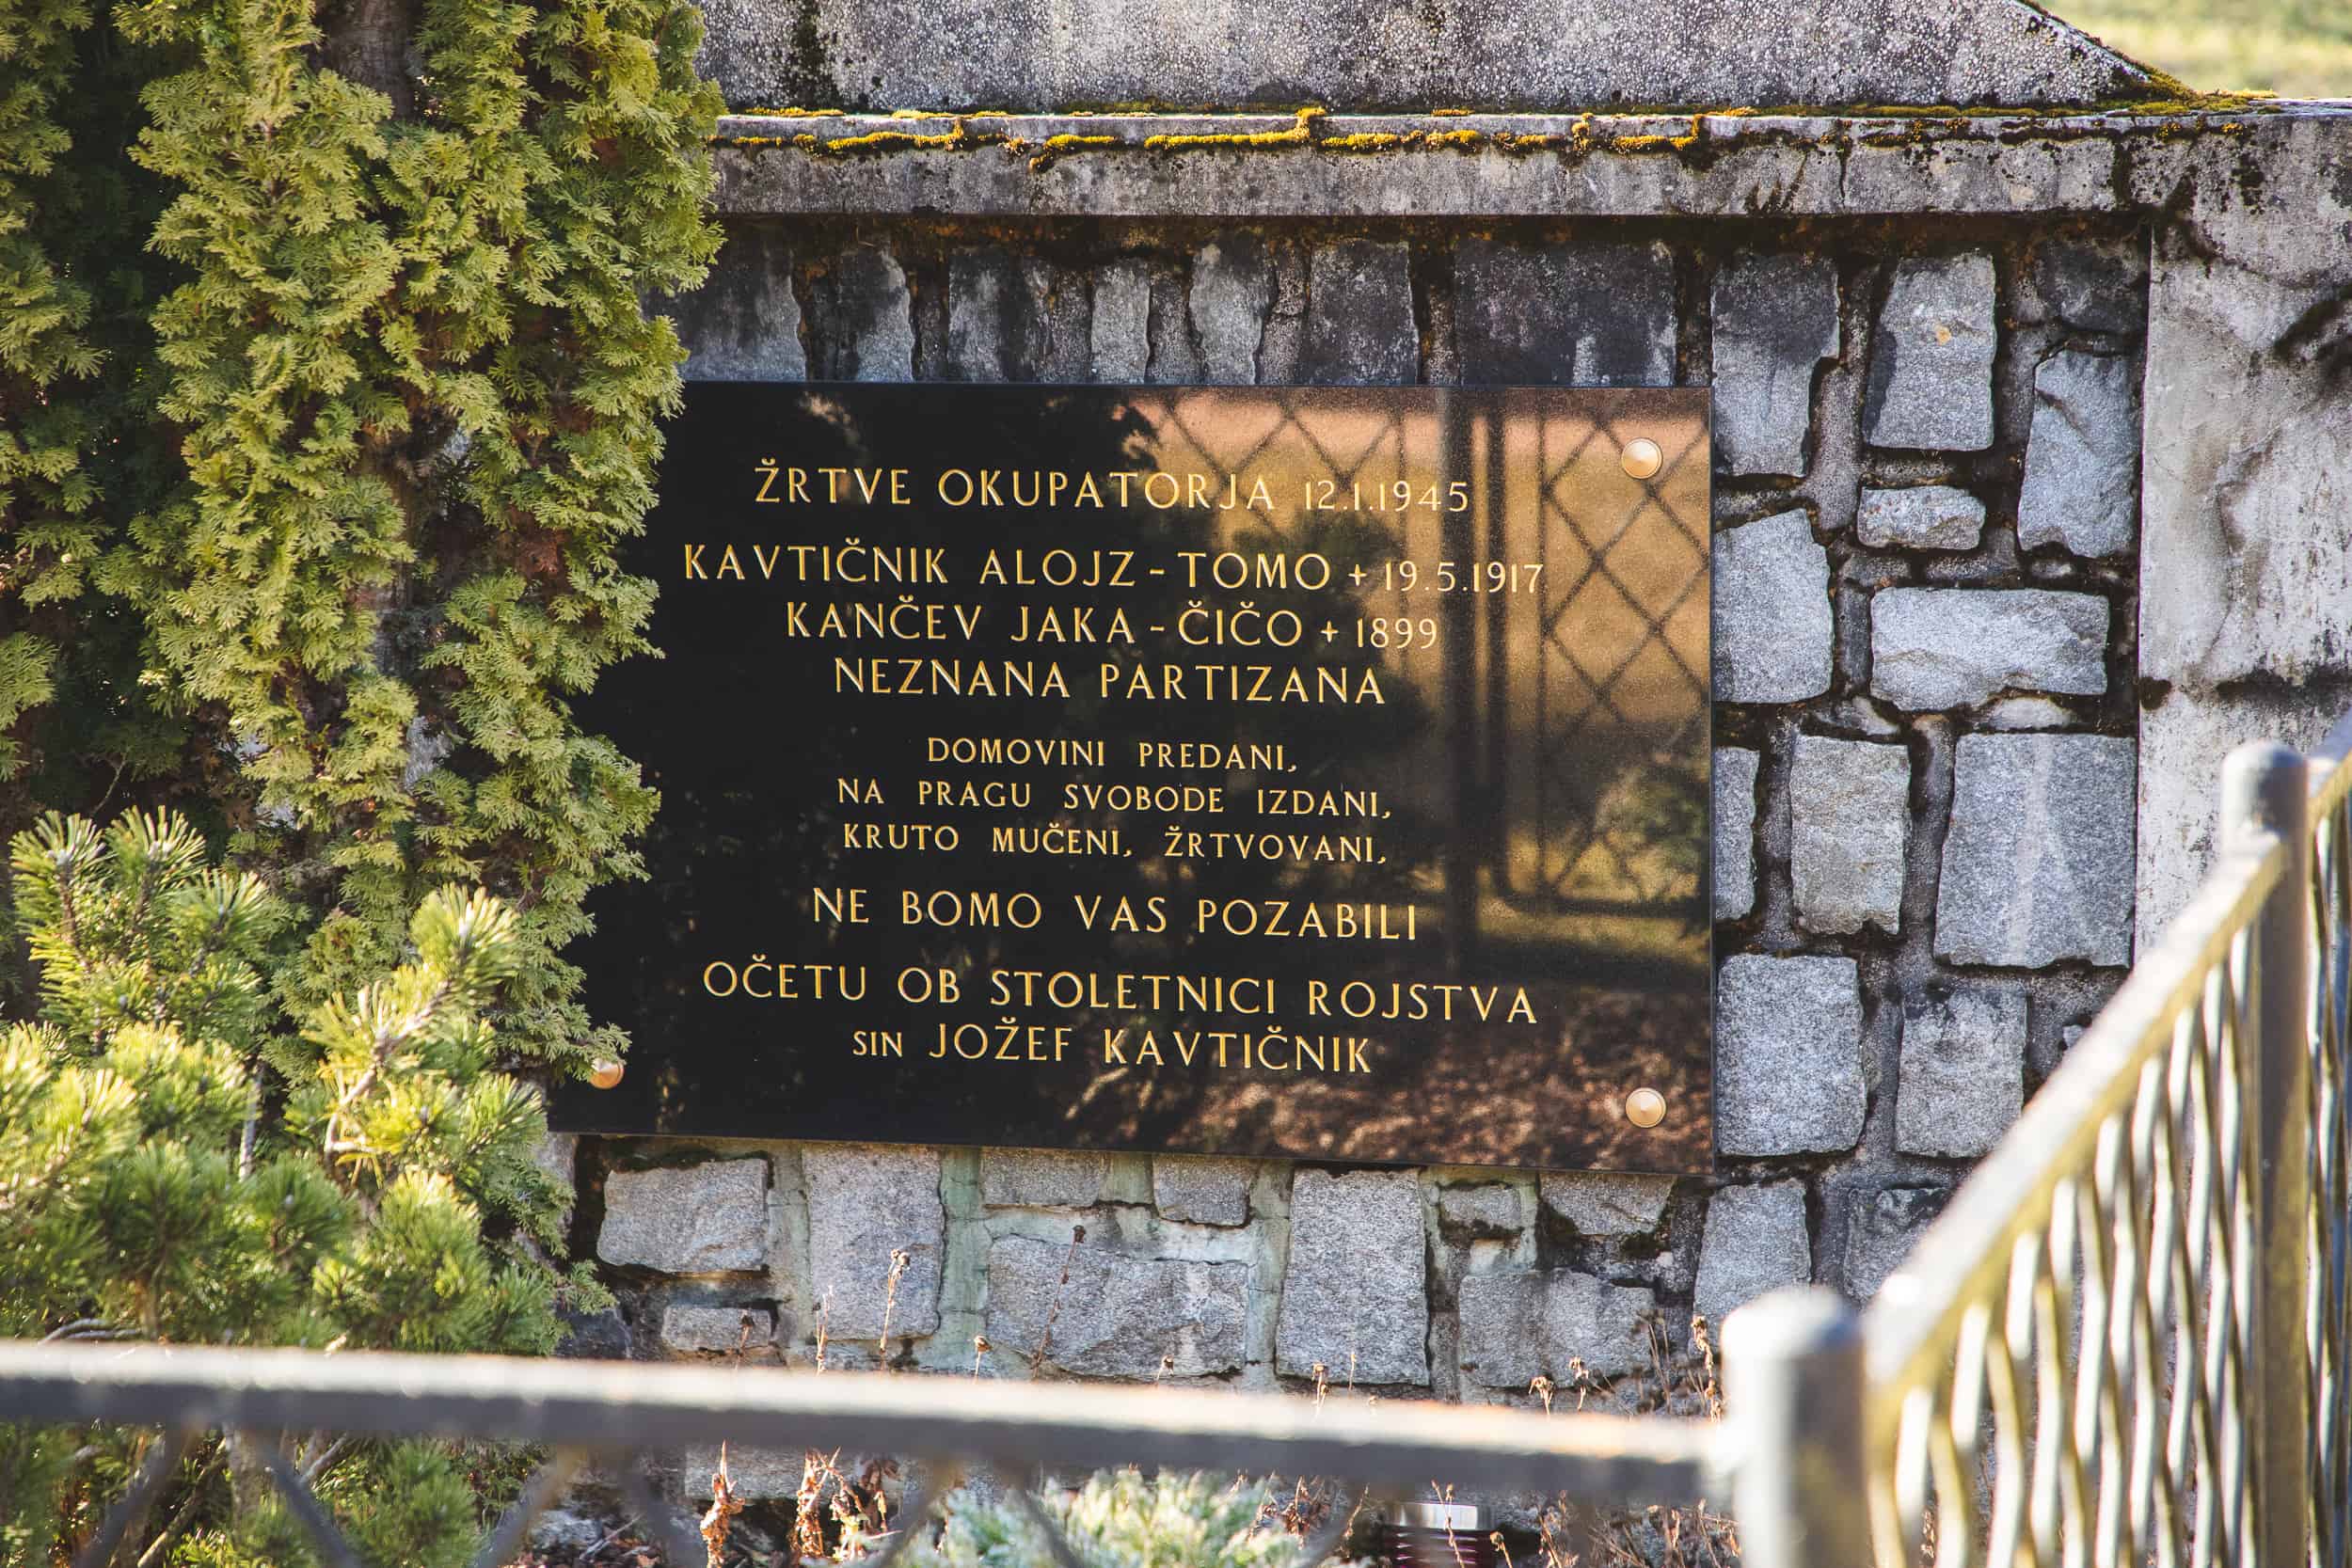 ŽRTVE OKUPATORJA 12.1.1945
KAVTIČNIK ALOJZ - TOMO + 19.5.1917
KANČEV JAKA - ČIČO + 1899
NEZNANA PARTIZANA
DOMOVINI PREDANI,
NA PRAGU SVOBODE IZDANI,
KRUTO MUČENI, ŽRTVOVANI,
NE BOMO VAS POZABILI
OČETU OB STOLETNICI ROJSTVA
SIN JOŽEF KAVTIČNIK